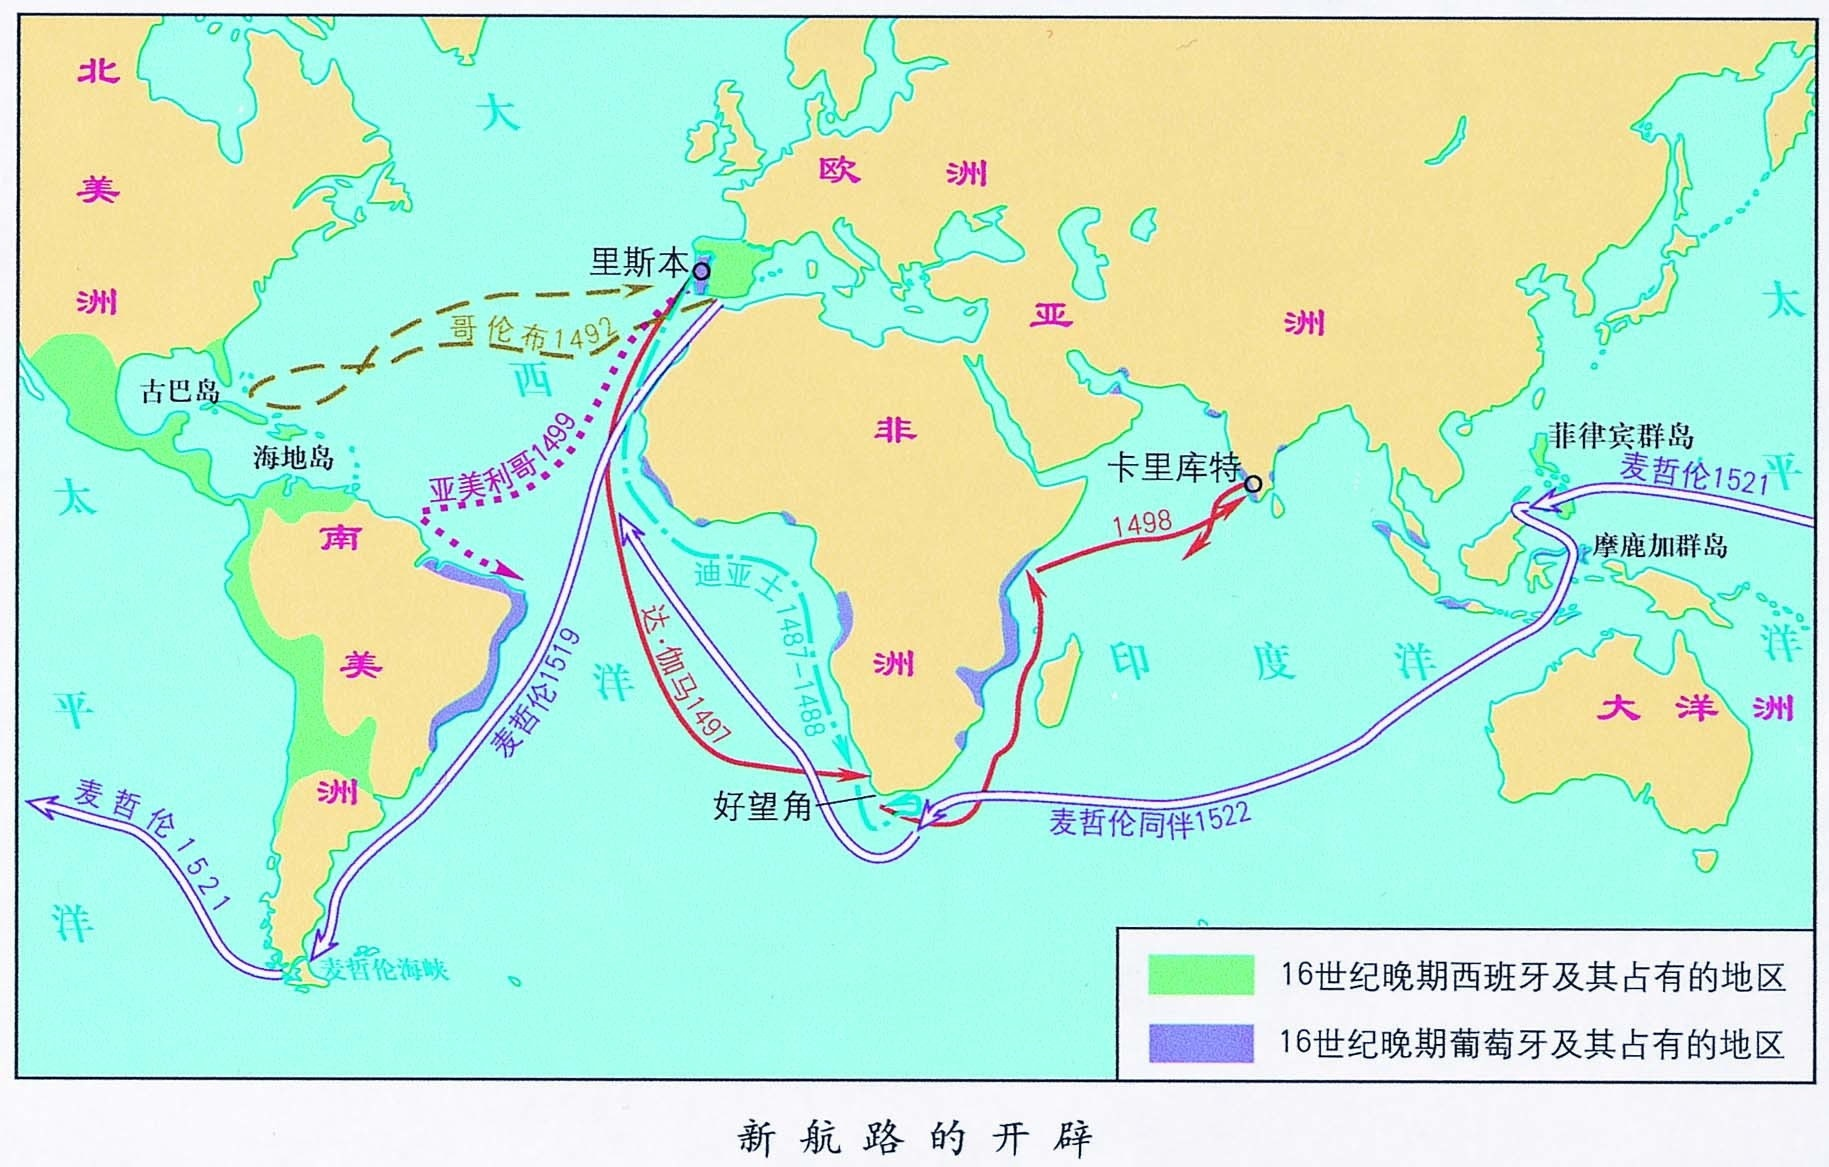 北美洲
大西洋
欧洲
里斯本
哥伦布1492
亚洲
太平洋
古巴岛
海地岛
亚美利哥1499
非洲
卡里库特
1498
菲律宾群岛
麦哲伦1521
摩鹿加群岛
太平洋
南美洲
迪亚士1487-1488
达·伽马1497
麦哲伦1519
印度洋
大洋洲
麦哲伦1521
好望角
麦哲伦同伴1522
麦哲伦海峡
16世纪晚期西班牙及其占有的地区
16世纪晚期葡萄牙及其占有的地区
新航路的开辟